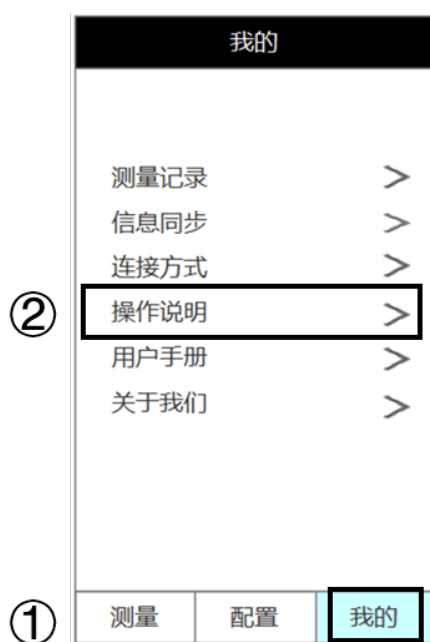 我的
测量记录 >
信息同步 >
连接方式 >
② 操作说明 >
用户手册 >
关于我们 >
① 测量 配置 我的